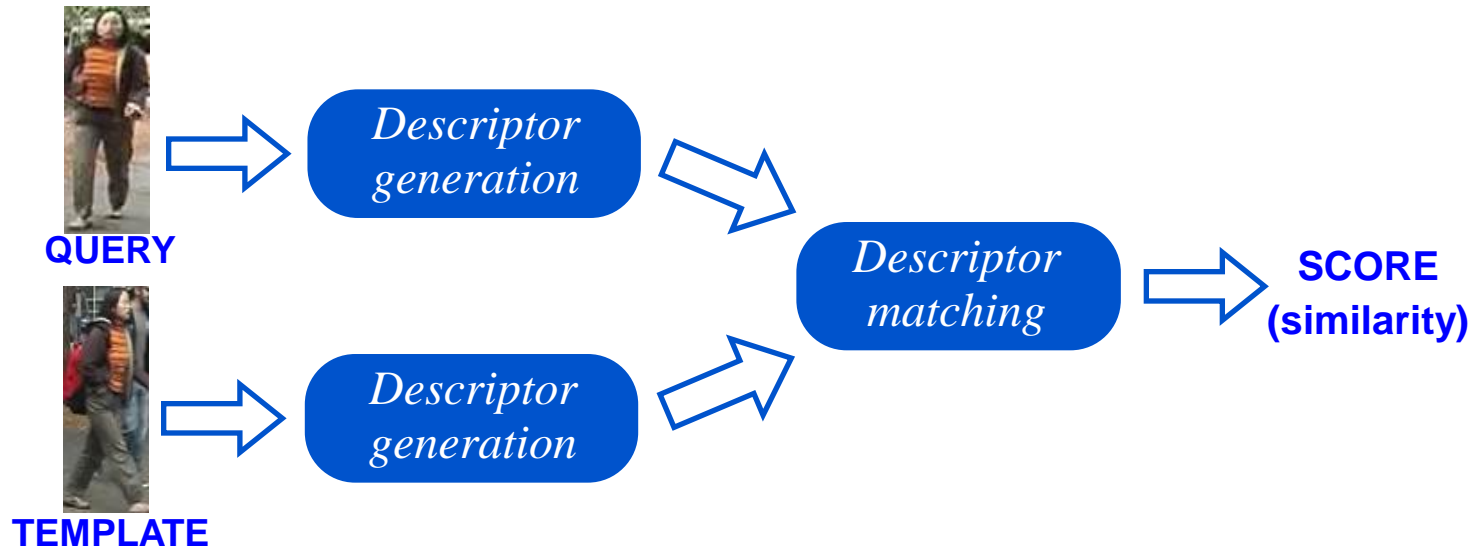 QUERY
Descriptor
generation
TEMPLATE
Descriptor
generation
Descriptor
matching
SCORE
(similarity)